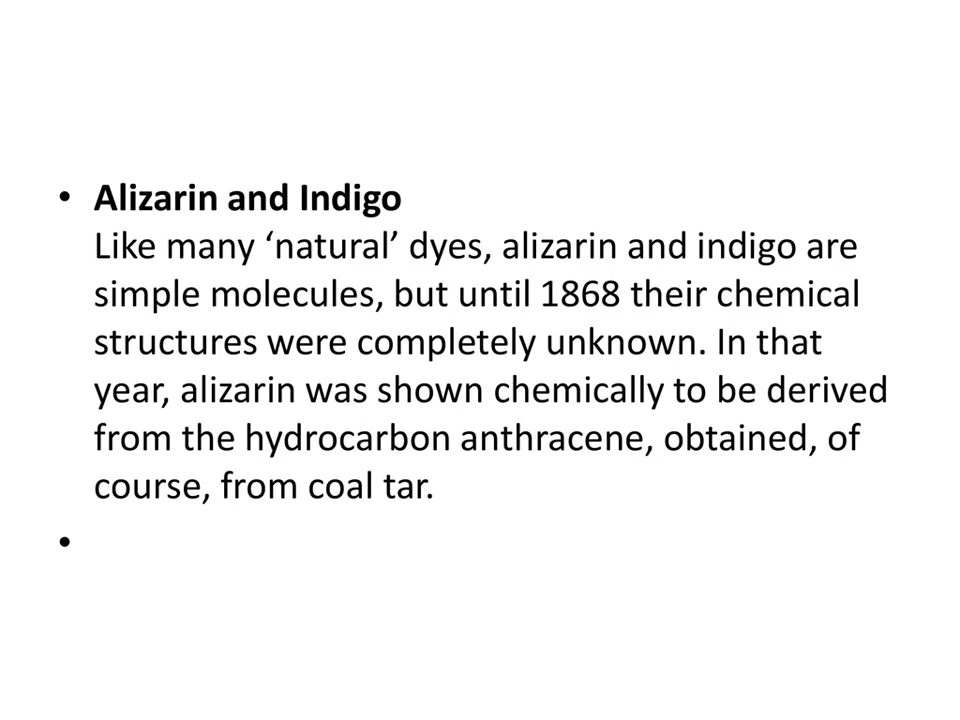 • Alizarin and Indigo
Like many ‘natural’ dyes, alizarin and indigo are
simple molecules, but until 1868 their chemical
structures were completely unknown. In that
year, alizarin was shown chemically to be derived
from the hydrocarbon anthracene, obtained, of
course, from coal tar.
•